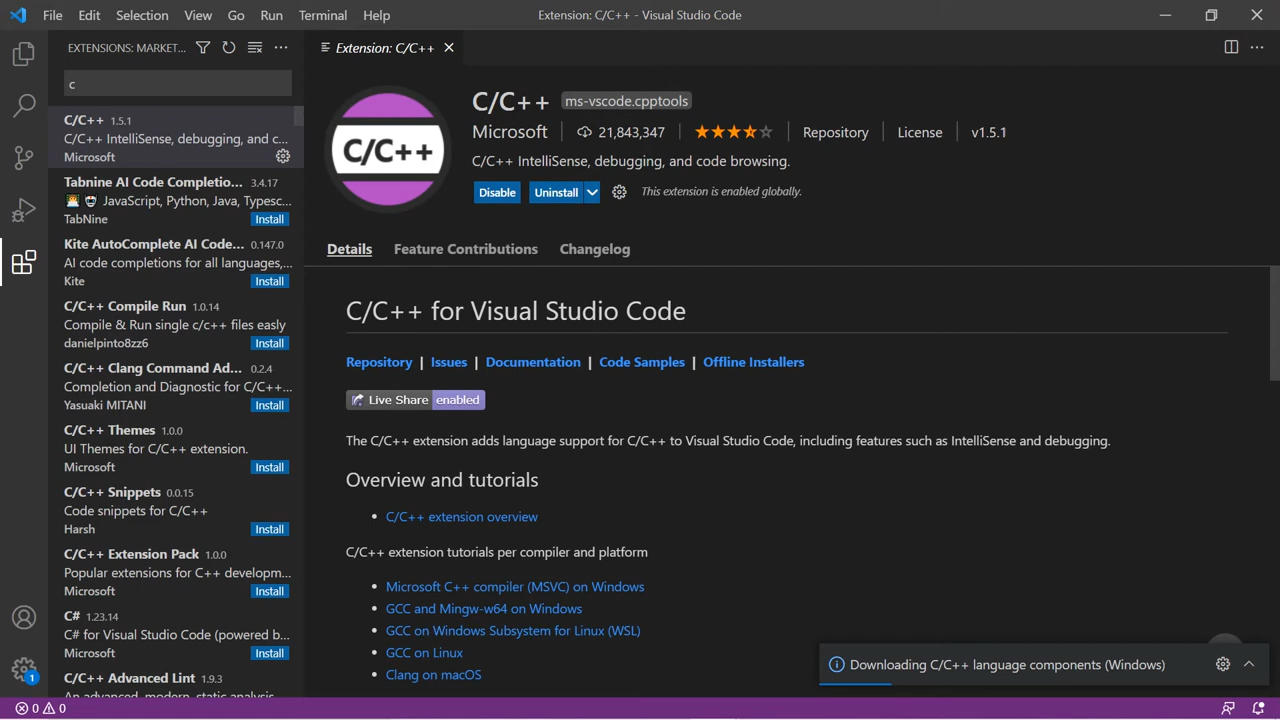 File Edit Selection View Go Run Terminal Help Extension: C/C++ - Visual Studio Code
EXTENSIONS: MARKET...
c
C/C++ 1.5.1
C/C++ IntelliSense, debugging, and c...
Microsoft
Tabnine AI Code Completio... 3.4.17
JavaScript, Python, Java, Typesc...
TabNine Install
Kite AutoComplete AI Code... 0.147.0
AI code completions for all languages,...
Kite Install
C/C++ Compile Run 1.0.14
Compile & Run single c/c++ files easly
danielpinto8zz6 Install
C/C++ Clang Command Ad... 0.2.4
Completion and Diagnostic for C/C++...
Yasuaki MITANI Install
C/C++ Themes 1.0.0
UI Themes for C/C++ extension.
Microsoft Install
C/C++ Snippets 0.0.15
Code snippets for C/C++
Harsh Install
C/C++ Extension Pack 1.0.0
Popular extensions for C++ developm...
Microsoft Install
C# 1.23.14
C# for Visual Studio Code (powered b...
Microsoft Install
C/C++ Advanced Lint 1.9.3
An advanced, modern, static analysis
1
Extension: C/C++
C/C++
C/C++ ms-vscode.cpptools
Microsoft 21,843,347 Repository License v1.5.1
C/C++ IntelliSense, debugging, and code browsing.
Disable Uninstall This extension is enabled globally.
Details Feature Contributions Changelog
C/C++ for Visual Studio Code
Repository | Issues | Documentation | Code Samples | Offline Installers
Live Share enabled
The C/C++ extension adds language support for C/C++ to Visual Studio Code, including features such as IntelliSense and debugging.
Overview and tutorials
• C/C++ extension overview
C/C++ extension tutorials per compiler and platform
• Microsoft C++ compiler (MSVC) on Windows
• GCC and Mingw-w64 on Windows
• GCC on Windows Subsystem for Linux (WSL)
• GCC on Linux
• Clang on macOS
Downloading C/C++ language components (Windows)
0 0